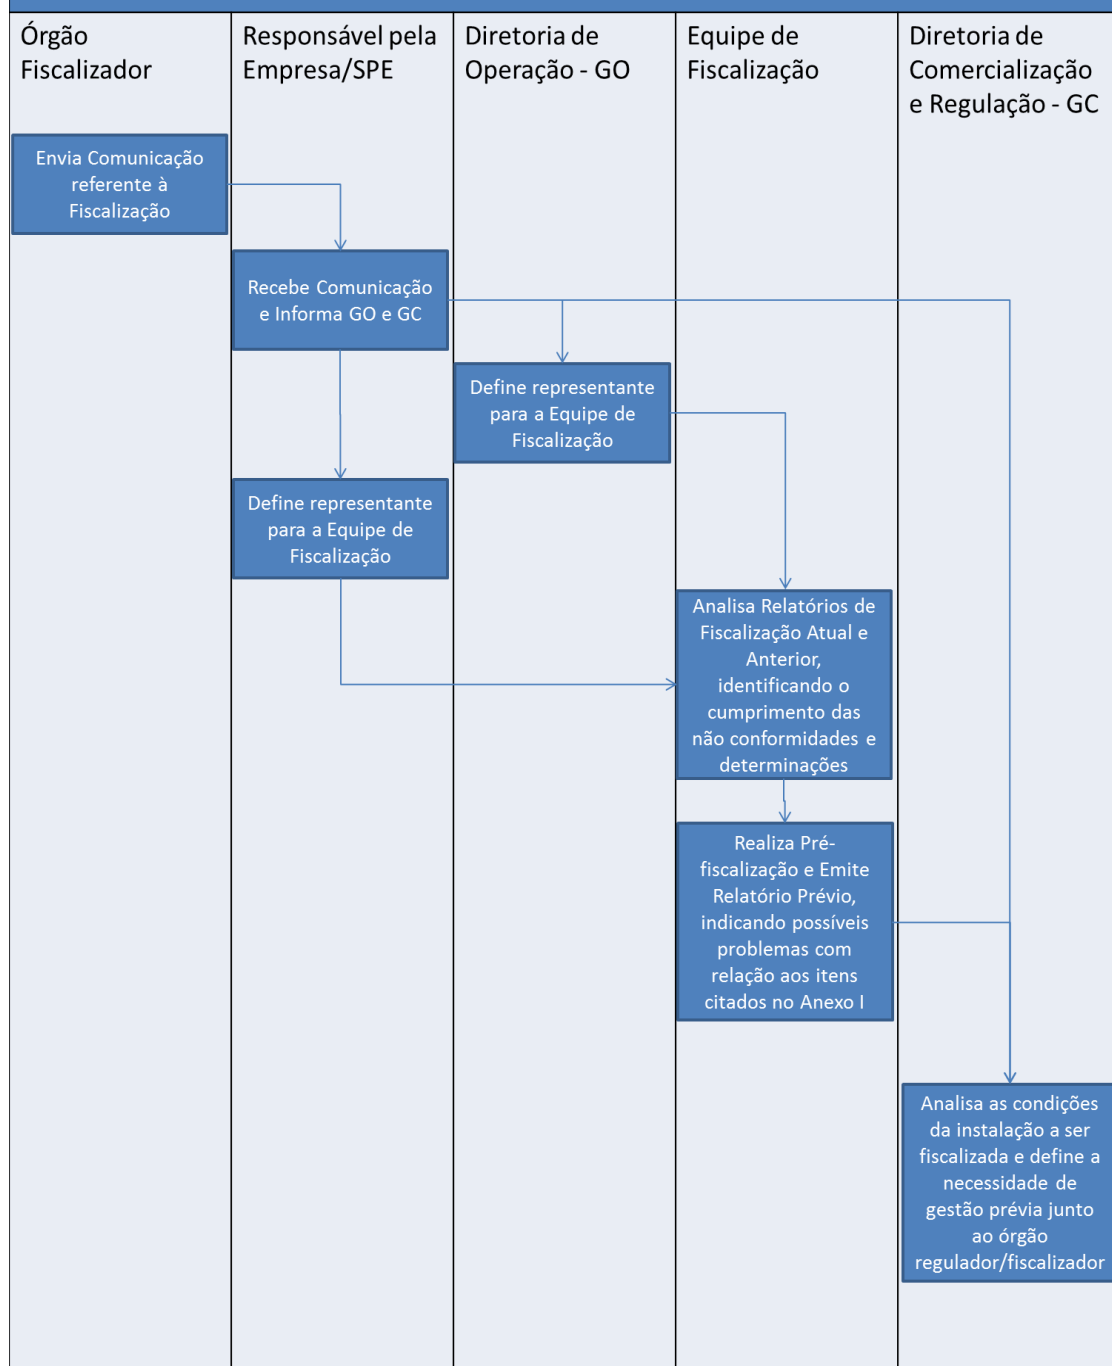 Órgão
Fiscalizador
Responsável pela
Empresa/SPE
Diretoria de
Operação - GO
Equipe de
Fiscalização
Diretoria de
Comercialização
e Regulação - GC
Envia Comunicação
referente à
Fiscalização
Recebe Comunicação
e Informa GO e GC
Define representante
para a Equipe de
Fiscalização
Define representante
para a Equipe de
Fiscalização
Analisa Relatórios de
Fiscalização Atual e
Anterior,
identificando o
cumprimento das
não conformidades e
determinações
Realiza Pré-
fiscalização e Emite
Relatório Prévio,
indicando possíveis
problemas com
relação aos itens
citados no Anexo I
Analisa as condições
da instalação a ser
fiscalizada e define a
necessidade de
gestão prévia junto
ao órgão
regulador/fiscalizador